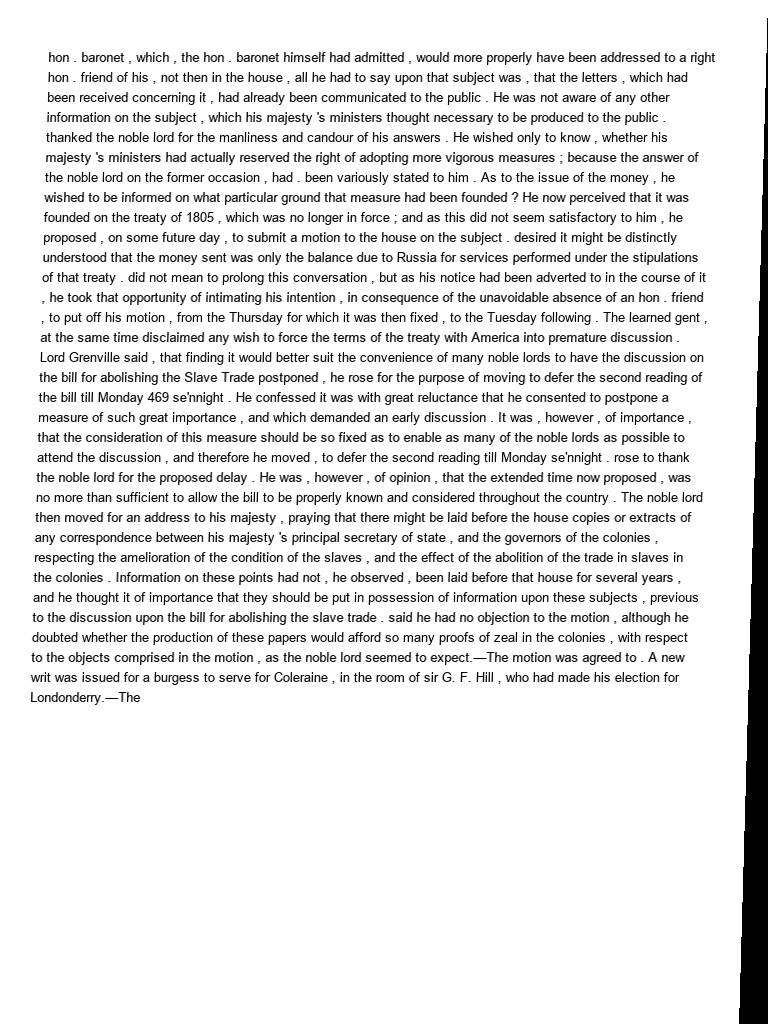 hon . baronet , which , the hon . baronet himself had admitted , would more properly have been addressed to a right
hon . friend of his , not then in the house , all he had to say upon that subject was , that the letters , which had
been received concerning it , had already been communicated to the public . He was not aware of any other
information on the subject , which his majesty 's ministers thought necessary to be produced to the public .
thanked the noble lord for the manliness and candour of his answers . He wished only to know , whether his
majesty 's ministers had actually reserved the right of adopting more vigorous measures ; because the answer of
the noble lord on the former occasion , had . been variously stated to him . As to the issue of the money , he
wished to be informed on what particular ground that measure had been founded ? He now perceived that it was
founded on the treaty of 1805 , which was no longer in force ; and as this did not seem satisfactory to him , he
proposed , on some future day , to submit a motion to the house on the subject . desired it might be distinctly
understood that the money sent was only the balance due to Russia for services performed under the stipulations
of that treaty . did not mean to prolong this conversation , but as his notice had been adverted to in the course of it
, he took that opportunity of intimating his intention , in consequence of the unavoidable absence of an hon . friend
, to put off his motion , from the Thursday for which it was then fixed , to the Tuesday following . The learned gent ,
at the same time disclaimed any wish to force the terms of the treaty with America into premature discussion .
Lord Grenville said , that finding it would better suit the convenience of many noble lords to have the discussion on
the bill for abolishing the Slave Trade postponed , he rose for the purpose of moving to defer the second reading of
the bill till Monday 469 se'nnight . He confessed it was with great reluctance that he consented to postpone a
measure of such great importance , and which demanded an early discussion . It was , however , of importance ,
that the consideration of this measure should be so fixed as to enable as many of the noble lords as possible to
attend the discussion , and therefore he moved , to defer the second reading till Monday se'nnight . rose to thank
the noble lord for the proposed delay . He was , however , of opinion , that the extended time now proposed , was
no more than sufficient to allow the bill to be properly known and considered throughout the country . The noble lord
then moved for an address to his majesty , praying that there might be laid before the house copies or extracts of
any correspondence between his majesty 's principal secretary of state , and the governors of the colonies ,
respecting the amelioration of the condition of the slaves , and the effect of the abolition of the trade in slaves in
the colonies . Information on these points had not , he observed , been laid before that house for several years ,
and he thought it of importance that they should be put in possession of information upon these subjects , previous
to the discussion upon the bill for abolishing the slave trade . said he had no objection to the motion , although he
doubted whether the production of these papers would afford so many proofs of zeal in the colonies , with respect
to the objects comprised in the motion , as the noble lord seemed to expect.—The motion was agreed to . A new
writ was issued for a burgess to serve for Coleraine , in the room of sir G. F. Hill , who had made his election for
Londonderry.—The